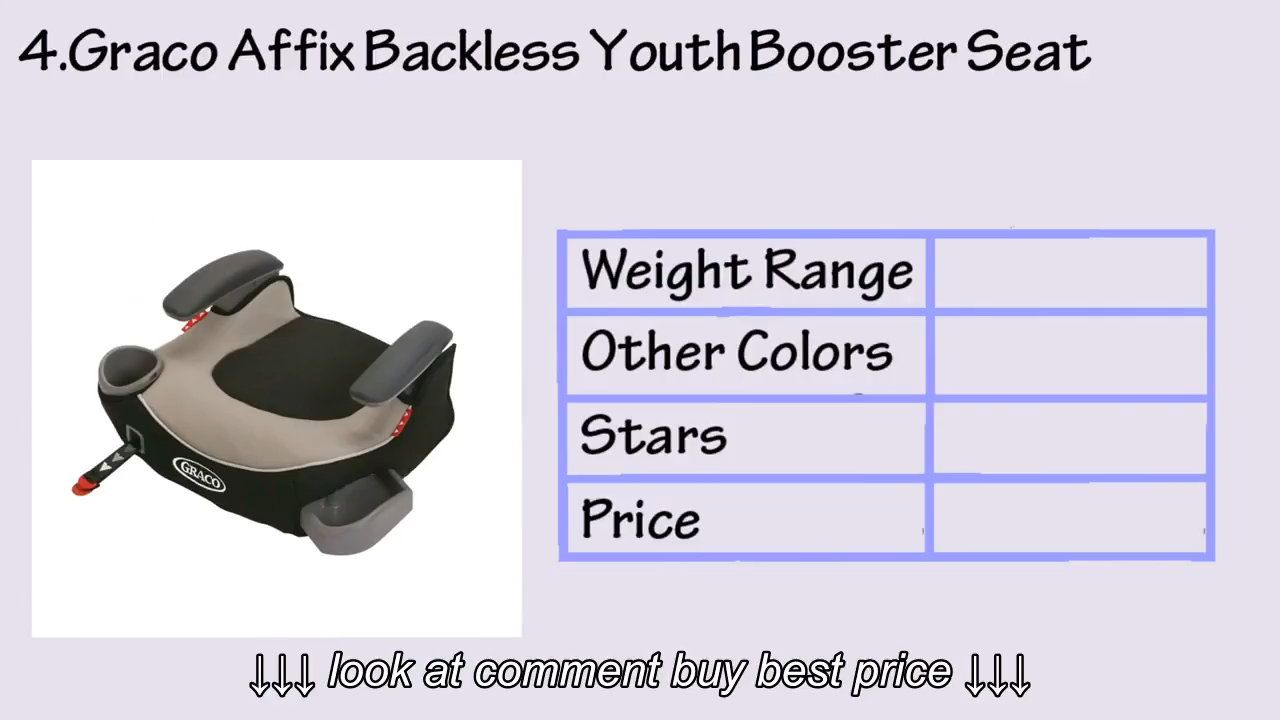 4.Graco Affix Backless Youth Booster Seat
GRACO
Weight Range
Other Colors
Stars
Price
↓↓↓ look at comment buy best price ↓↓↓